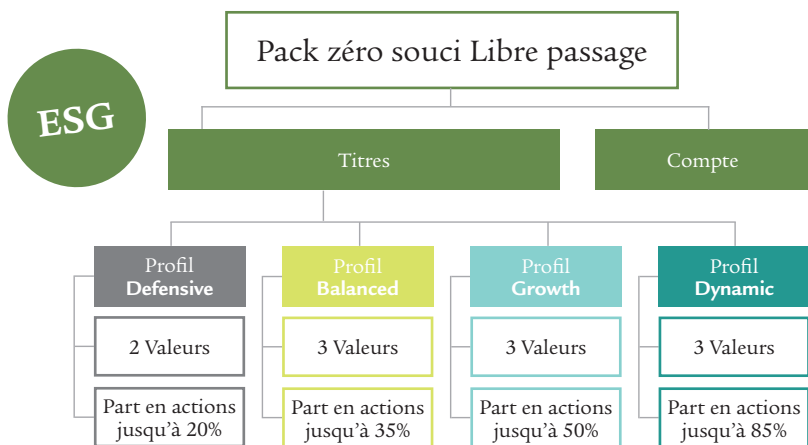 Pack zéro souci Libre passage
ESG
Titres
Compte
Profil
Defensive
Profil
Balanced
Profil
Growth
Profil
Dynamic
2 Valeurs
3 Valeurs
3 Valeurs
3 Valeurs
Part en actions
jusqu'à 20%
Part en actions
jusqu'à 35%
Part en actions
jusqu'à 50%
Part en actions
jusqu'à 85%